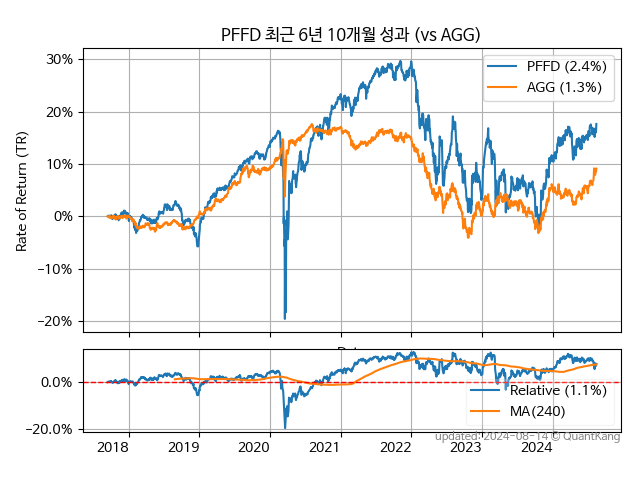 PFFD 최근 6년 10개월 성과 (vs AGG)
Rate of Return (TR)
30%
20%
10%
0%
−10%
−20%
PFFD (2.4%)
AGG (1.3%)
0.0%
−20.0%
Relative (1.1%)
MA(240)
2018 2019 2020 2021 2022 2023 2024
updated: 2024-08-14 © QuantKang